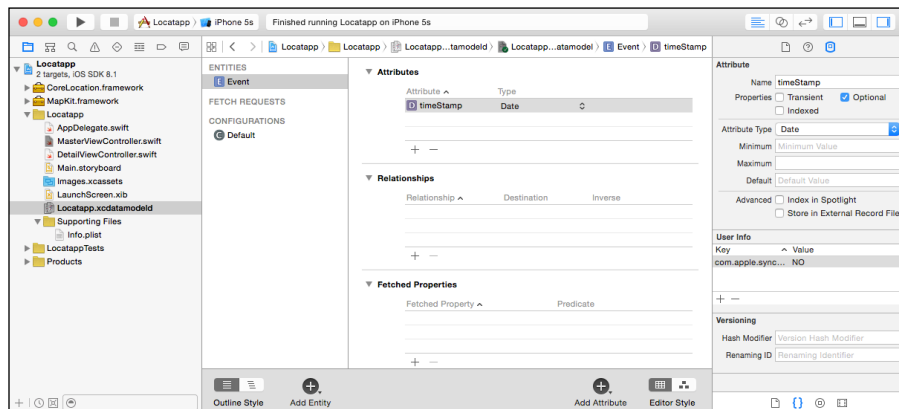 Locatapp
iPhone 5s
Finished running Locatapp on iPhone 5s
Locatapp
Locatapp
Locatapp...tamodeld
Locatapp...atamodel
E Event
D timeStamp
Locatapp
2 targets, iOS SDK 8.1
CoreLocation.framework
MapKit.framework
Locatapp
AppDelegate.swift
MasterViewController.swift
DetailViewController.swift
Main.storyboard
Images.xcassets
LaunchScreen.xib
Locatapp.xcdatamodeld
Supporting Files
Info.plist
LocatappTests
Products
ENTITIES
E Event
FETCH REQUESTS
CONFIGURATIONS
C Default
Attributes
Attribute Type
D timeStamp Date
+ −
Relationships
Relationship Destination Inverse
+ −
Fetched Properties
Fetched Property Predicate
+ −
Outline Style
Add Entity
Add Attribute
Editor Style
Attribute
Name timeStamp
Properties Transient Optional
Indexed
Attribute Type Date
Minimum Minimum Value
Maximum
Default Default Value
Advanced Index in Spotlight
Store in External Record File
User Info
Key Value
com.apple.sync... NO
+ −
Versioning
Hash Modifier Version Hash Modifier
Renaming ID Renaming Identifier